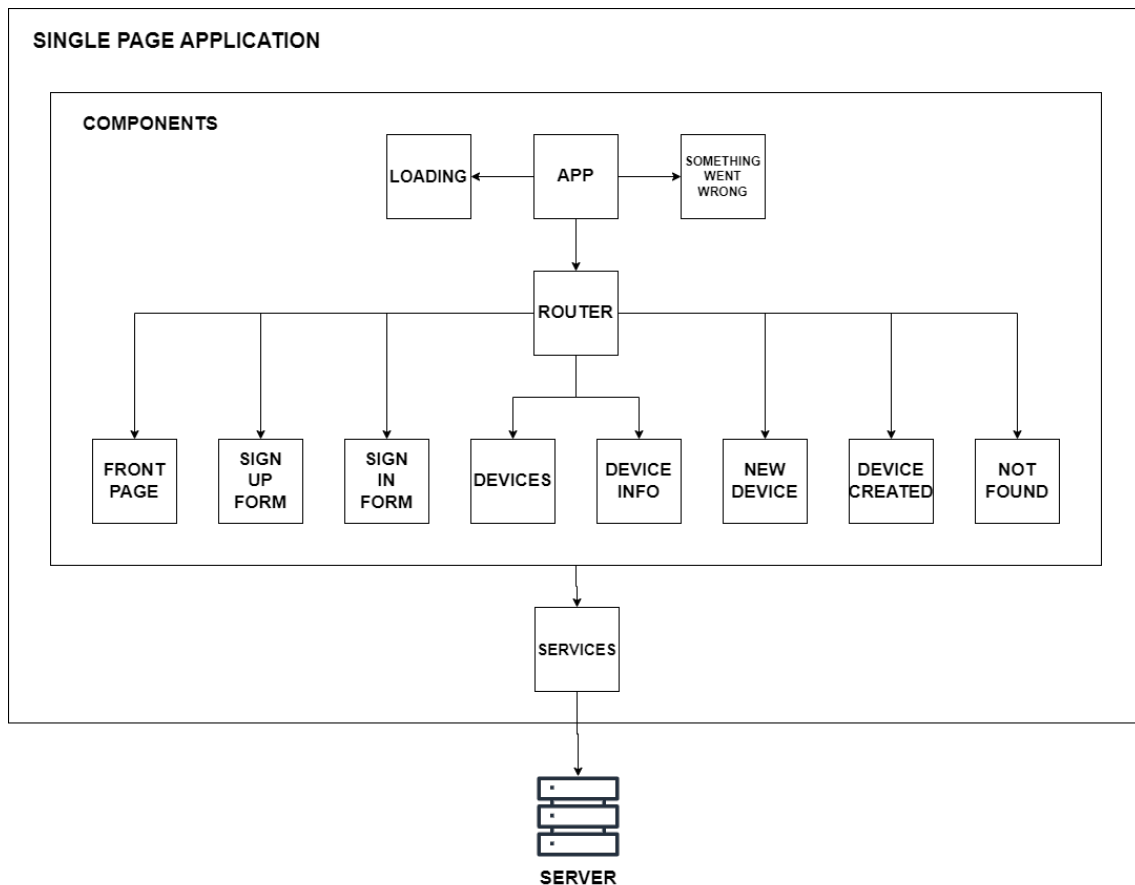 SINGLE PAGE APPLICATION
COMPONENTS
LOADING
APP
SOMETHING
WENT
WRONG
ROUTER
FRONT
PAGE
SIGN
UP
FORM
SIGN
IN
FORM
DEVICES
DEVICE
INFO
NEW
DEVICE
DEVICE
CREATED
NOT
FOUND
SERVICES
SERVER